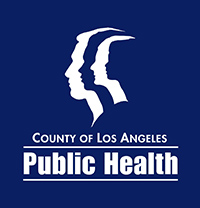 COUNTY OF LOS ANGELES
Public Health